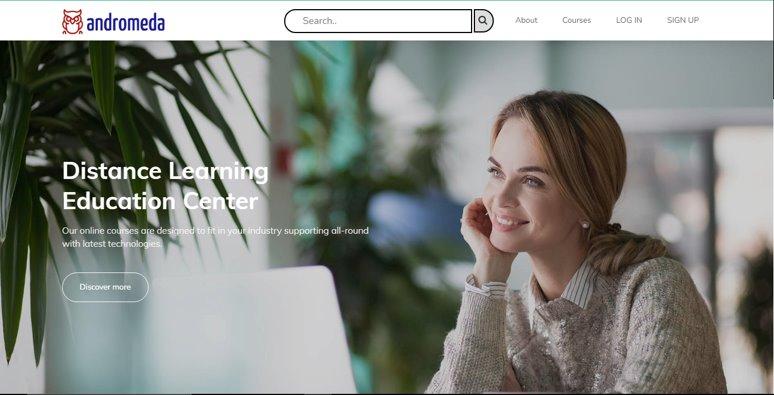 andromeda
Search..
About
Courses
LOG IN
SIGN UP
Distance Learning
Education Center
Our online courses are designed to fit in your industry supporting all-round
with latest technologies.
Discover more